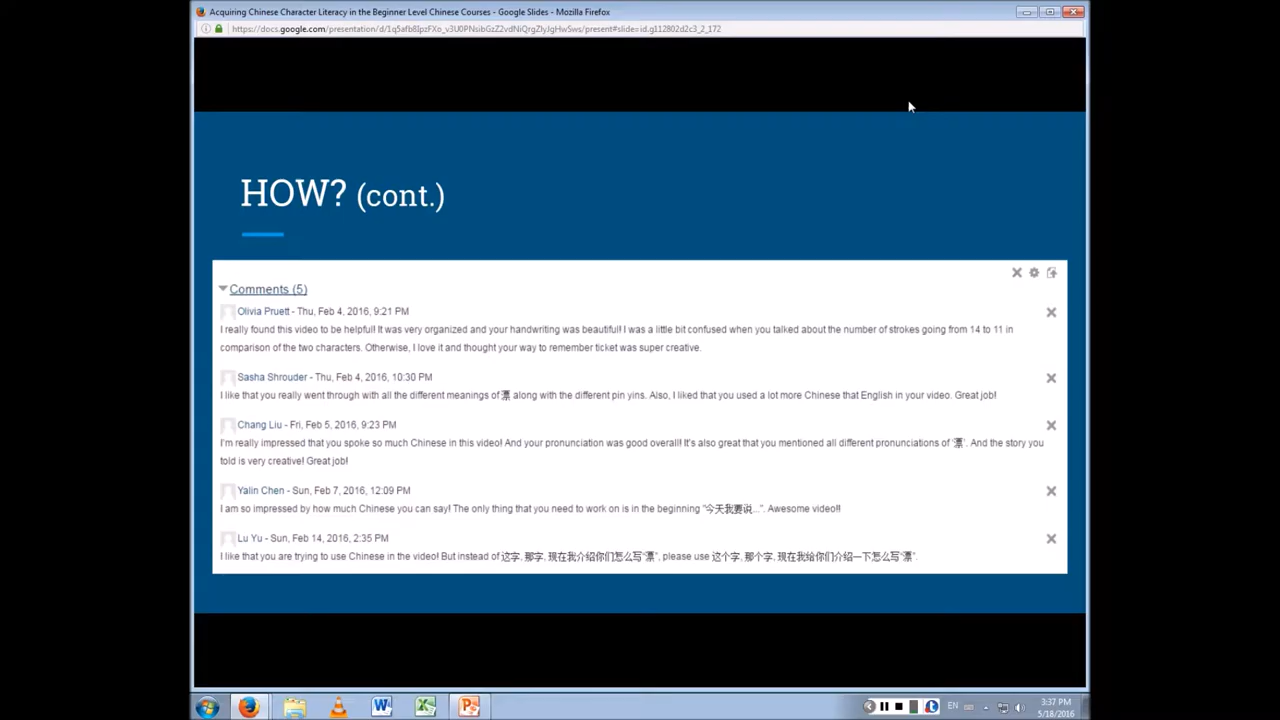 Acquiring Chinese Character Literacy in the Beginner Level Chinese Courses - Google Slides - Mozilla Firefox
HOW? (cont.)
Comments (5)
Olivia Pruett - Thu, Feb 4, 2016, 9:21 PM
I really found this video to be helpful! It was very organized and your handwriting was beautiful! I was a little bit confused when you talked about the number of strokes going from 14 to 11 in
comparison of the two characters. Otherwise, I love it and thought your way to remember ticket was super creative.
Sasha Shrouder - Thu, Feb 4, 2016, 10:30 PM
I like that you really went through with all the different meanings of 漂 along with the different pin yins. Also, I liked that you used a lot more Chinese that English in your video. Great job!
Chang Liu - Fri, Feb 5, 2016, 9:23 PM
I'm really impressed that you spoke so much Chinese in this video! And your pronunciation was good overall! It's also great that you mentioned all different pronunciations of '漂'. And the story you
told is very creative! Great job!
Yalin Chen - Sun, Feb 7, 2016, 12:09 PM
I am so impressed by how much Chinese you can say! The only thing that you need to work on is in the beginning "今天我要说...". Awesome video!!
Lu Yu - Sun, Feb 14, 2016, 2:35 PM
I like that you are trying to use Chinese in the video! But instead of 这字, 那字, 现在我介绍你们怎么写"漂", please use 这个字, 那个字, 现在我给你们介绍一下怎么写"漂".
EN
3:37 PM
5/18/2016